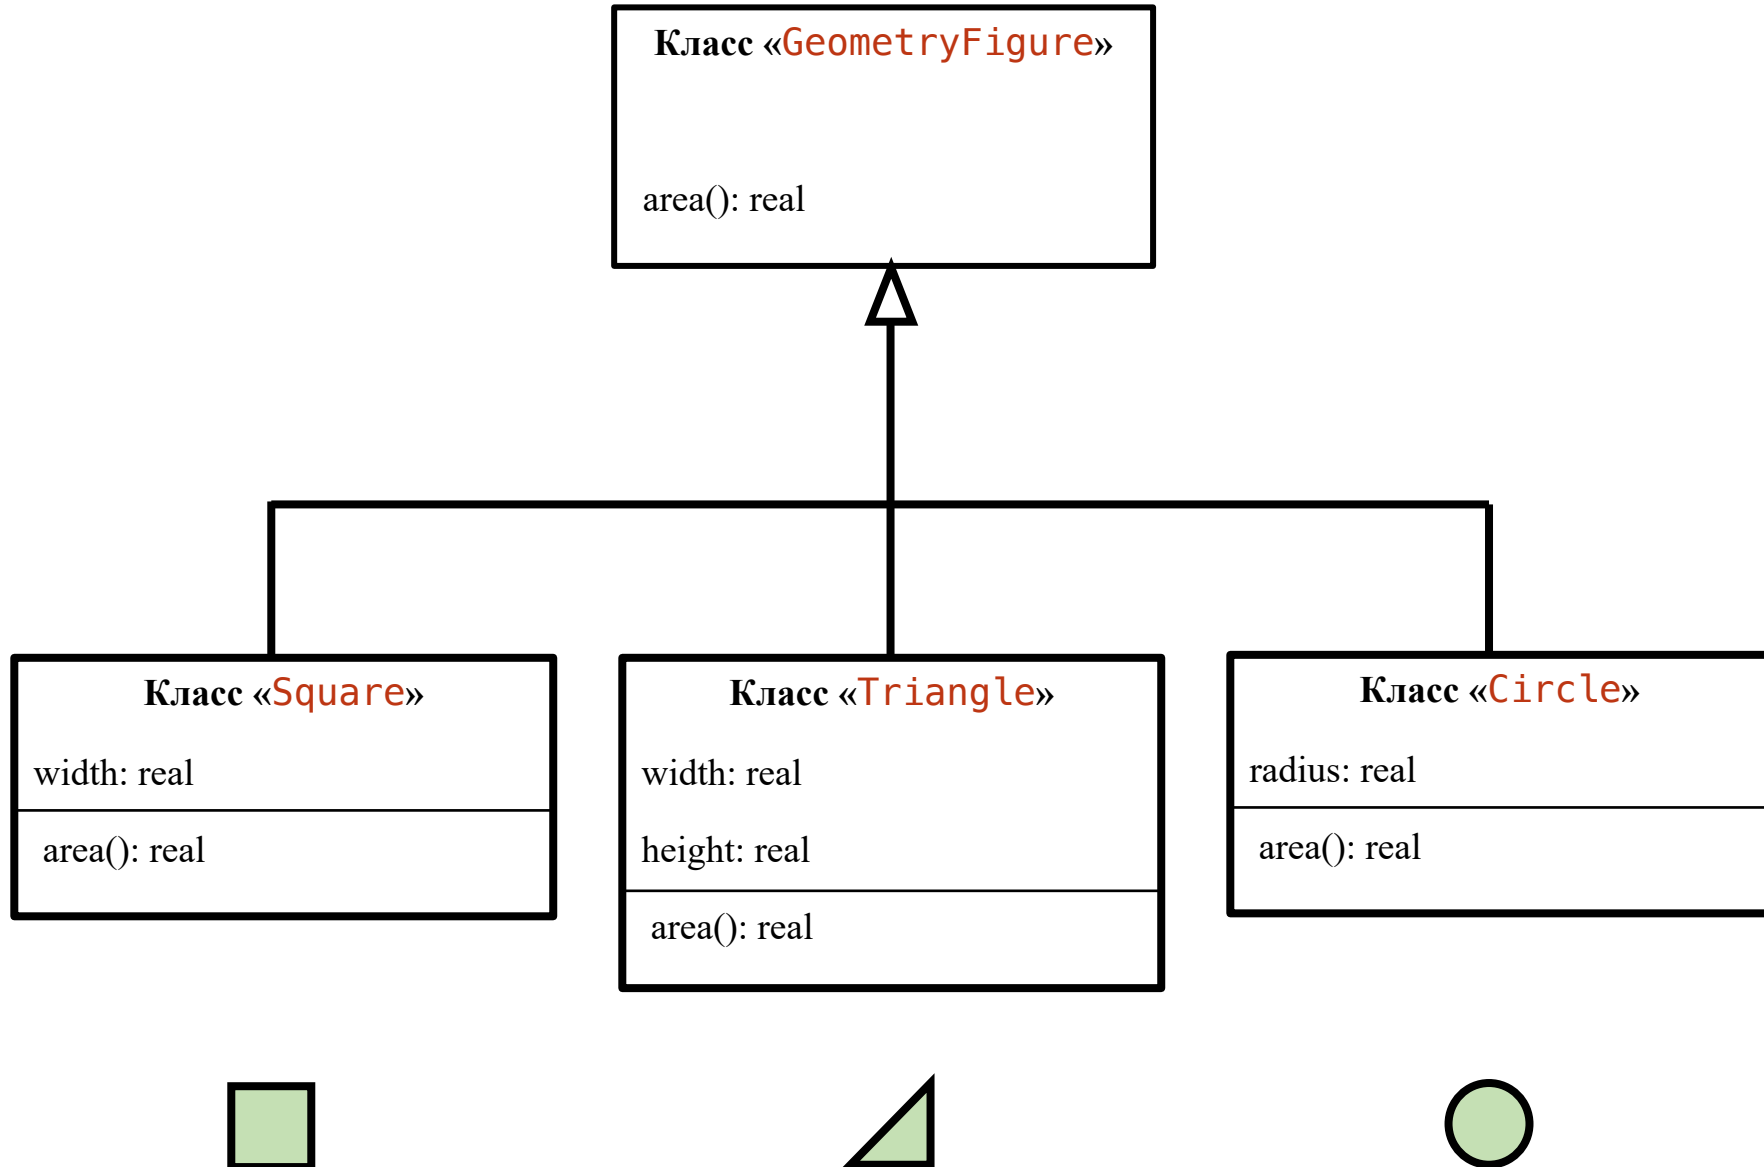 Класс «GeometryFigure»
area(): real
Класс «Square»
width: real
area(): real
Класс «Triangle»
width: real
height: real
area(): real
Класс «Circle»
radius: real
area(): real